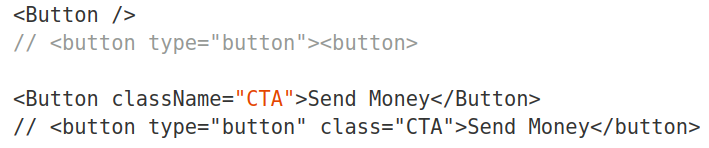 <Button />
// <button type="button"><button>
<Button className="CTA">Send Money</Button>
// <button type="button" class="CTA">Send Money</button>